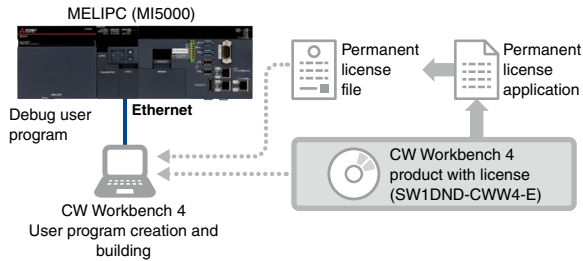 MELIPC (MI5000)
Debug user
program
Ethernet
CW Workbench 4
User program creation and
building
Permanent
license
file
Permanent
license
application
CW Workbench 4
product with license
(SW1DND-CWW4-E)